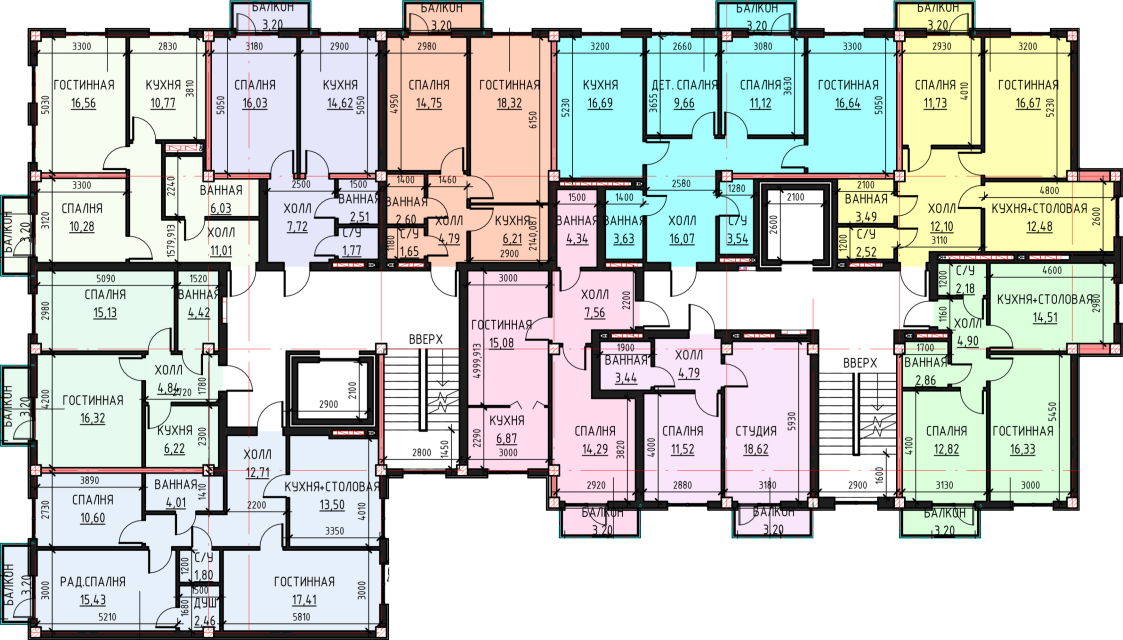 БАЛКОН
3,20
БАЛКОН
3,20
БАЛКОН
3,20
БАЛКОН
3,20
3300
ГОСТИННАЯ
16,56
5030
2830
КУХНЯ
10,77
3810
3180
СПАЛНЯ
16,03
5050
2900
КУХНЯ
14,62
5050
2980
СПАЛНЯ
14,75
4950
ГОСТИННАЯ
18,32
6150
3200
КУХНЯ
16,69
5230
2660
ДЕТ. СПАЛНЯ
9,66
3655
3080
СПАЛНЯ
11,12
3630
3300
ГОСТИННАЯ
16,64
5050
2930
СПАЛНЯ
11,73
4010
3200
ГОСТИННАЯ
16,67
5230
3300
СПАЛНЯ
10,28
3120
БАЛКОН
3,20
2240
ВАННАЯ
6,03
1579,913
ХОЛЛ
11,01
2500
ХОЛЛ
7,72
1500
ВАННАЯ
2,51
С/У
1,77
1400
ВАННАЯ
2,60
1180
С/У
1,65
1460
ХОЛЛ
4,79
КУХНЯ
6,21
2900
2140,087
1500
ВАННАЯ
4,34
1400
ВАННАЯ
3,63
2580
ХОЛЛ
16,07
1280
С/У
3,54
2100
2600
2100
ВАННАЯ
3,49
1200
С/У
2,52
ХОЛЛ
12,10
3110
4800
КУХНЯ+СТОЛОВАЯ
12,48
2600
5090
СПАЛНЯ
15,13
2980
1520
ВАННАЯ
4,42
3000
ГОСТИННАЯ
15,08
4999,913
ХОЛЛ
7,56
2200
1200
С/У
2,18
1160
ХОЛЛ
4,90
4600
КУХНЯ+СТОЛОВАЯ
14,51
2980
БАЛКОН
3,20
4200
ГОСТИННАЯ
16,32
ХОЛЛ
4,84
2720
1780
КУХНЯ
6,22
2300
2900
2100
ВВЕРХ
2800
1450
2290
КУХНЯ
6,87
3000
1900
ВАННАЯ
3,44
ХОЛЛ
4,79
СПАЛНЯ
14,29
3820
2920
4000
СПАЛНЯ
11,52
2880
СТУДИЯ
18,62
5930
3180
ВВЕРХ
2900
1600
1700
ВАННАЯ
2,86
4100
СПАЛНЯ
12,82
3130
ГОСТИННАЯ
16,33
5450
3000
БАЛКОН
3,20
БАЛКОН
3,20
БАЛКОН
3,20
3890
СПАЛНЯ
10,60
2730
ВАННАЯ
4,01
1410
ХОЛЛ
12,71
2200
КУХНЯ+СТОЛОВАЯ
13,50
3350
4010
БАЛКОН
3,20
РАД.СПАЛНЯ
15,43
3000
5210
1200
С/У
1,80
1500
ДУШ
2,46
1680
ГОСТИННАЯ
17,41
5810
3000